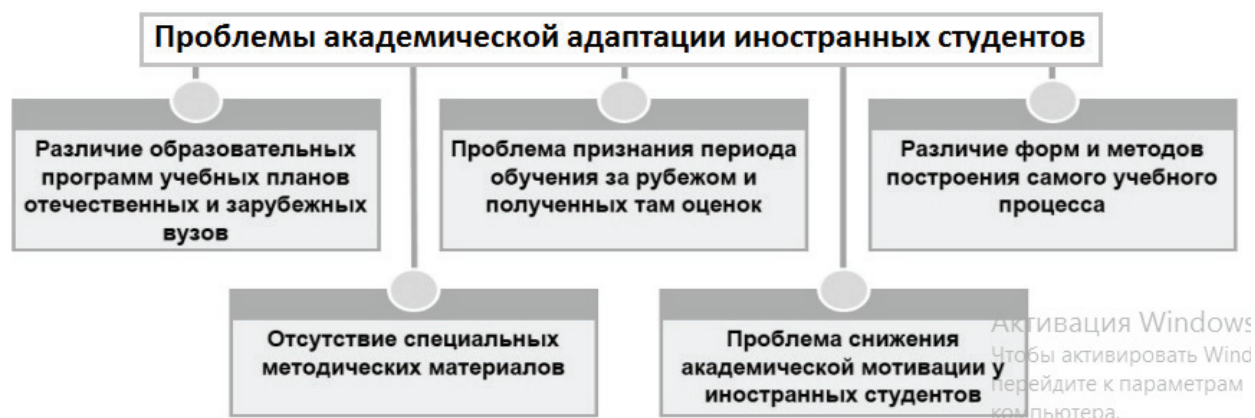 Проблемы академической адаптации иностранных студентов
Различие образовательных
программ учебных планов
отечественных и зарубежных
вузов
Проблема признания периода
обучения за рубежом и
полученных там оценок
Различие форм и методов
построения самого учебного
процесса
Отсутствие специальных
методических материалов
Проблема снижения
академической мотивации у
иностранных студентов
Активация Windows
Чтобы активировать Wind
перейдите к параметрам
компьютера.